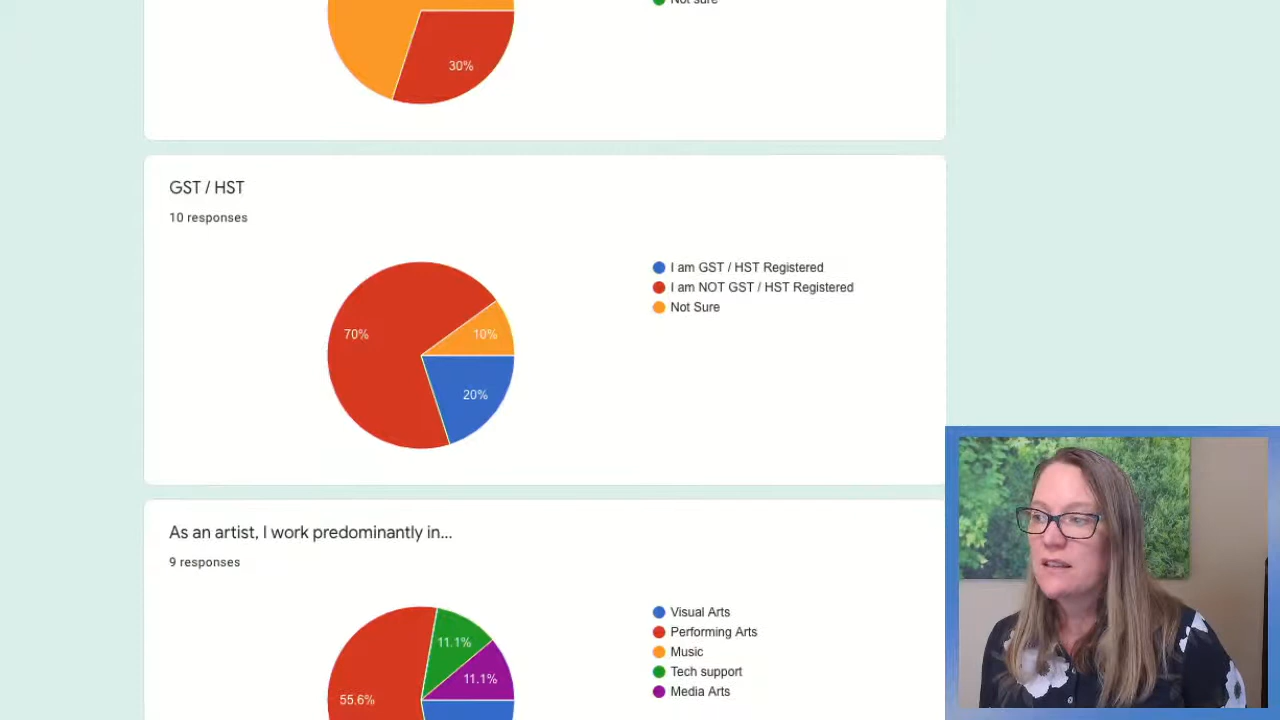 Not sure
30%
GST / HST
10 responses
I am GST / HST Registered
I am NOT GST / HST Registered
Not Sure
70%
10%
20%
As an artist, I work predominantly in...
9 responses
Visual Arts
Performing Arts
Music
Tech support
Media Arts
11.1%
11.1%
55.6%